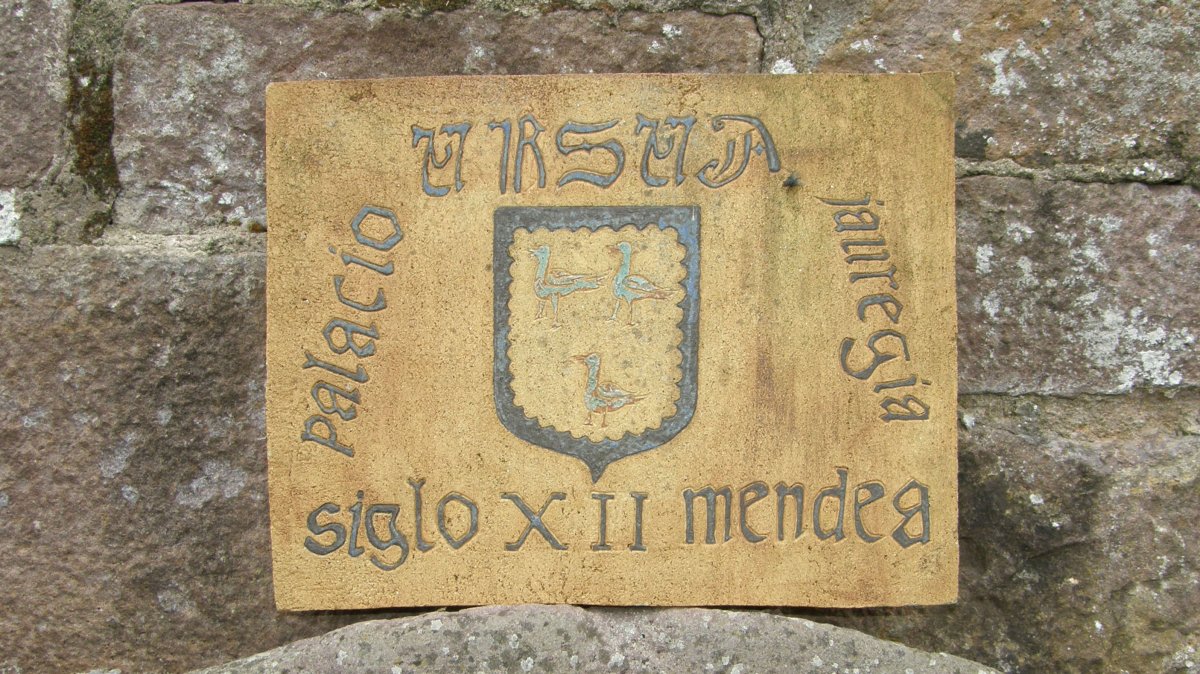 URSUA
palacio
jauregia
siglo XII mendea